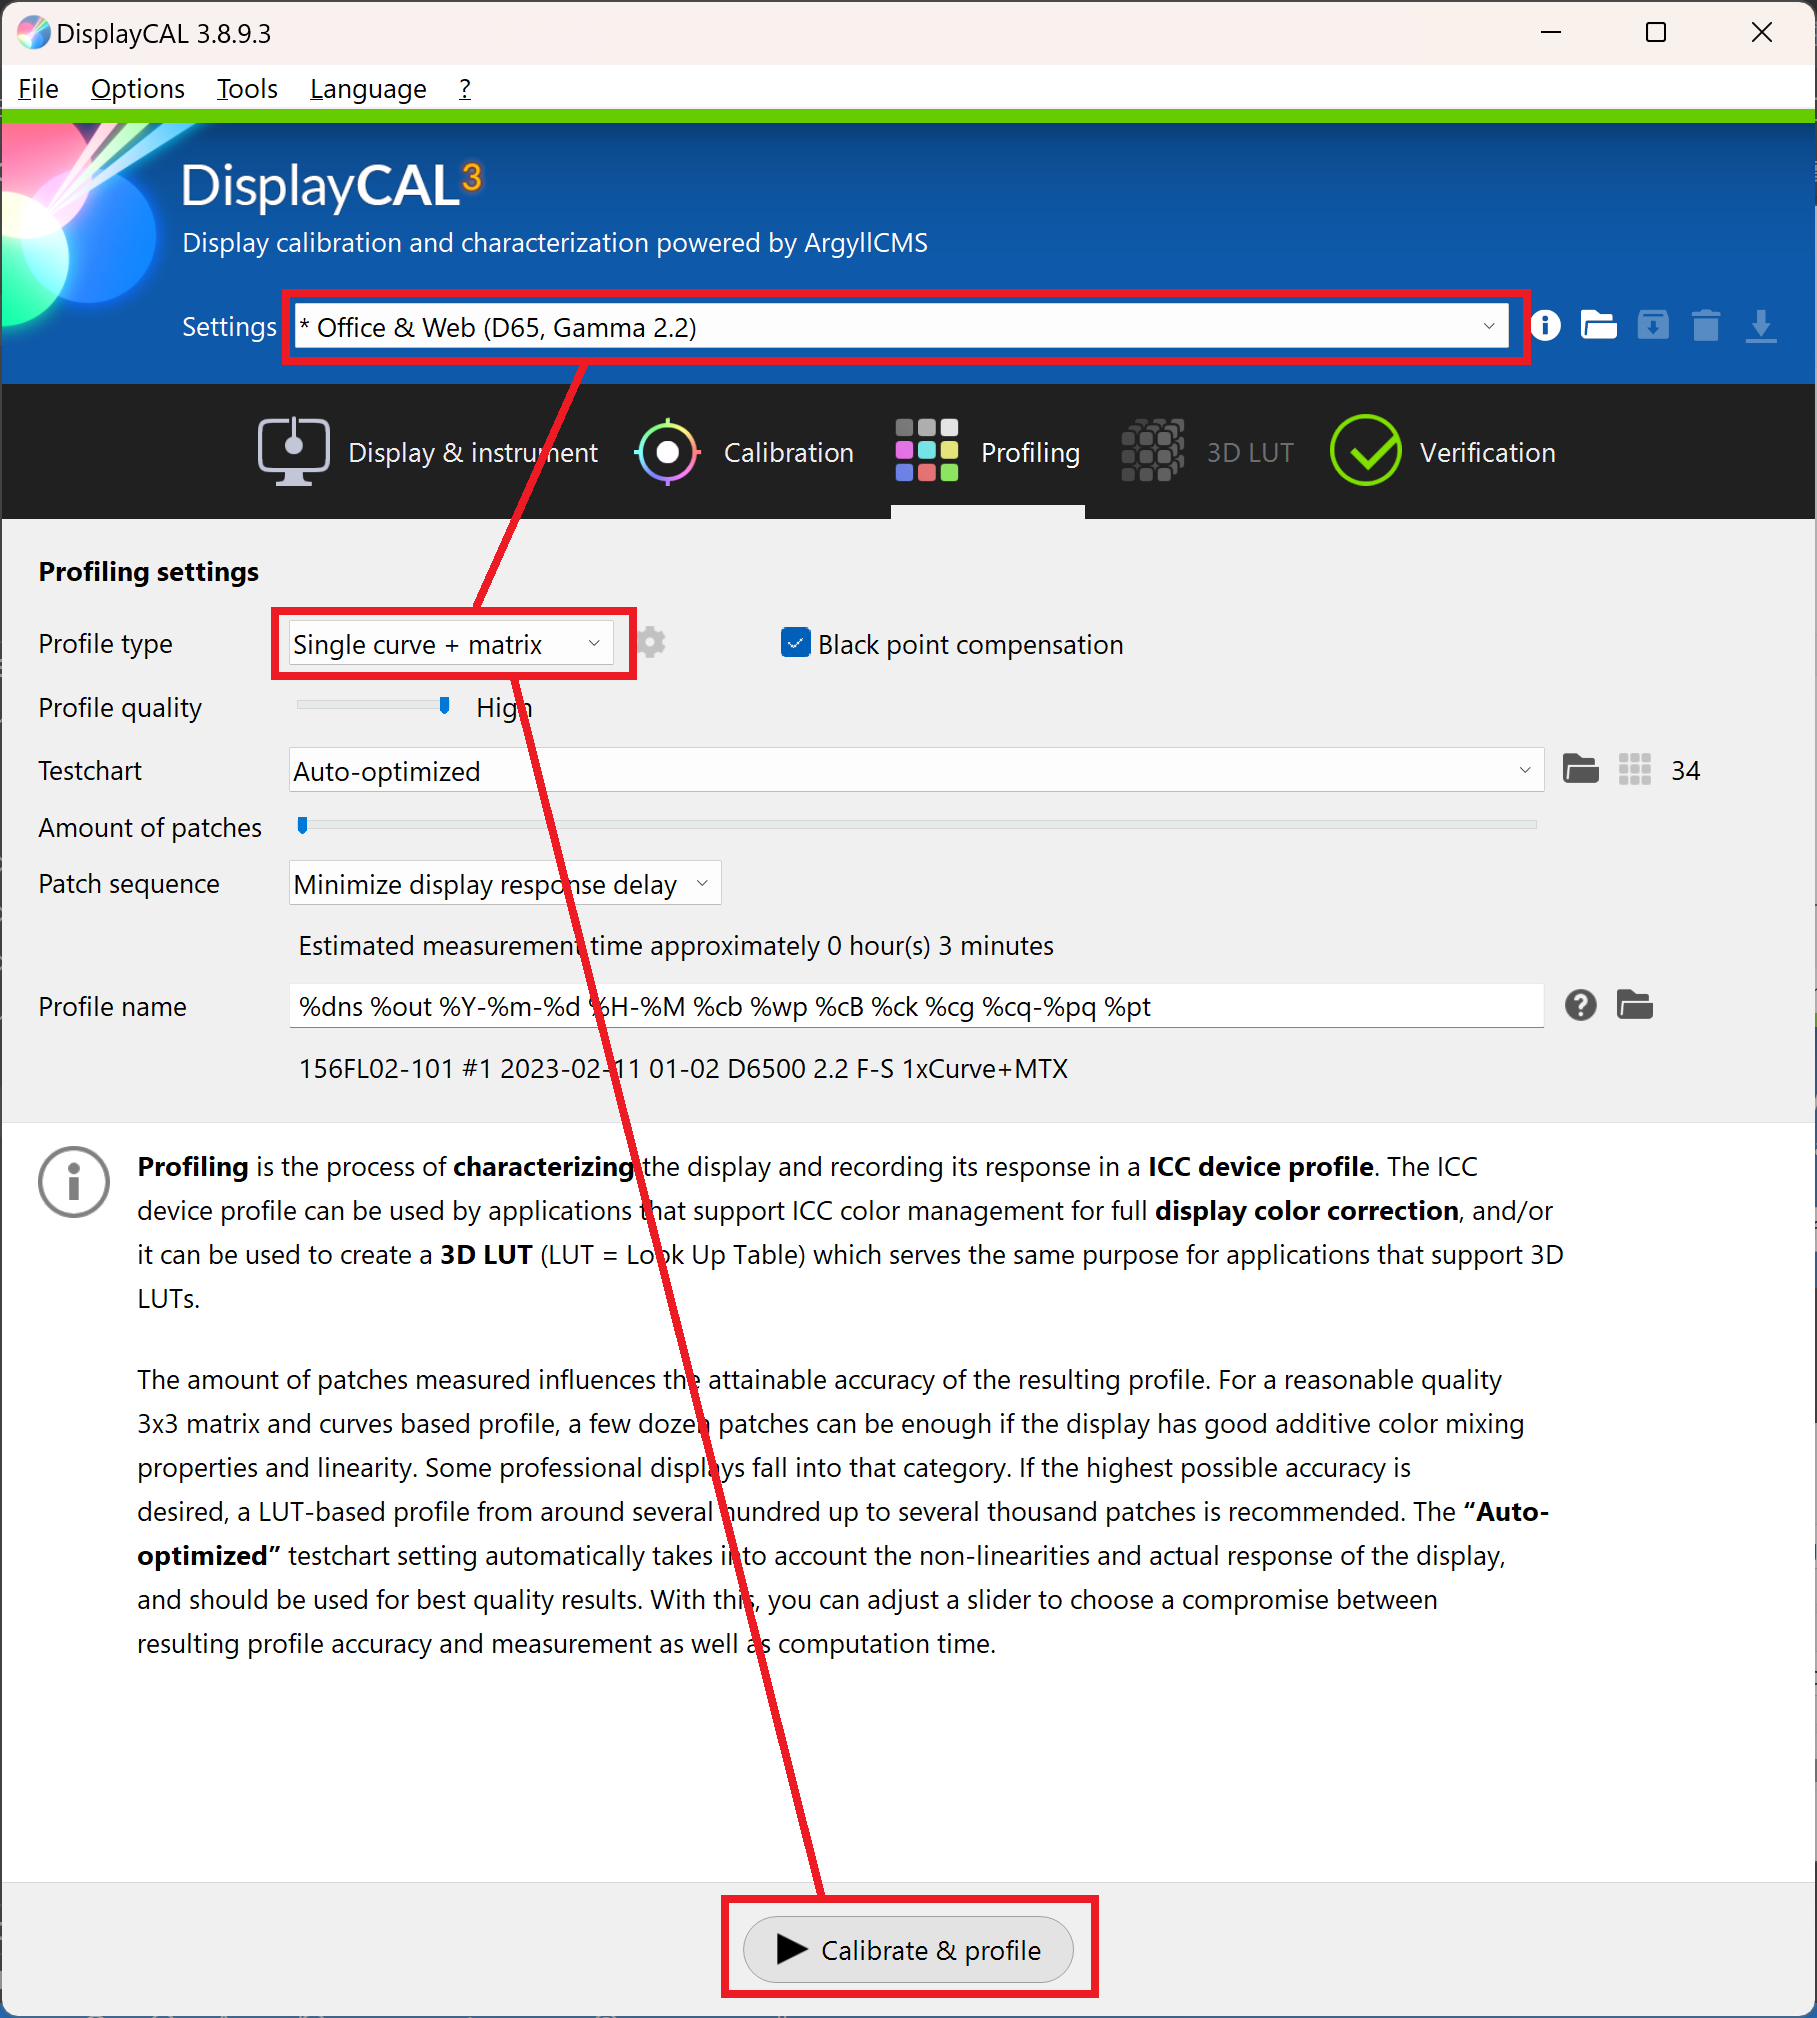 DisplayCAL 3.8.9.3
File Options Tools Language ?
DisplayCAL3
Display calibration and characterization powered by ArgyllCMS
Settings * Office & Web (D65, Gamma 2.2)
Display & instrument Calibration Profiling 3D LUT Verification
Profiling settings
Profile type Single curve + matrix Black point compensation
Profile quality High
Testchart Auto-optimized 34
Amount of patches
Patch sequence Minimize display response delay
Estimated measurement time approximately 0 hour(s) 3 minutes
Profile name %dns %out %Y-%m-%d %H-%M %cb %wp %cB %ck %cg %cq-%pq %pt
156FL02-101 #1 2023-02-11 01-02 D6500 2.2 F-S 1xCurve+MTX
Profiling is the process of characterizing the display and recording its response in a ICC device profile. The ICC
device profile can be used by applications that support ICC color management for full display color correction, and/or
it can be used to create a 3D LUT (LUT = Look Up Table) which serves the same purpose for applications that support 3D
LUTs.
The amount of patches measured influences the attainable accuracy of the resulting profile. For a reasonable quality
3x3 matrix and curves based profile, a few dozen patches can be enough if the display has good additive color mixing
properties and linearity. Some professional displays fall into that category. If the highest possible accuracy is
desired, a LUT-based profile from around several hundred up to several thousand patches is recommended. The “Auto-
optimized” testchart setting automatically takes into account the non-linearities and actual response of the display,
and should be used for best quality results. With this, you can adjust a slider to choose a compromise between
resulting profile accuracy and measurement as well as computation time.
Calibrate & profile